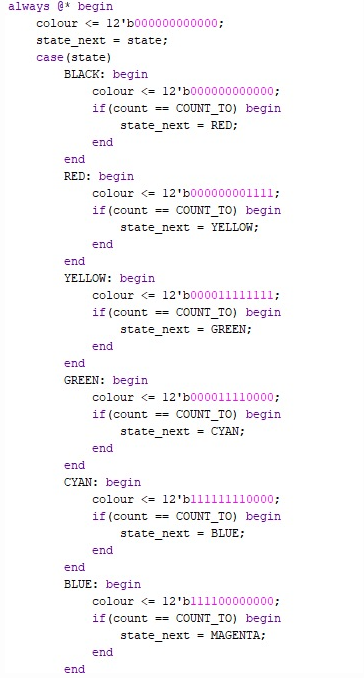 always @* begin
colour <= 12'b000000000000;
state_next = state;
case(state)
BLACK: begin
colour <= 12'b000000000000;
if(count == COUNT_TO) begin
state_next = RED;
end
end
RED: begin
colour <= 12'b000000001111;
if(count == COUNT_TO) begin
state_next = YELLOW;
end
end
YELLOW: begin
colour <= 12'b000011111111;
if(count == COUNT_TO) begin
state_next = GREEN;
end
end
GREEN: begin
colour <= 12'b000011110000;
if(count == COUNT_TO) begin
state_next = CYAN;
end
end
CYAN: begin
colour <= 12'b111111110000;
if(count == COUNT_TO) begin
state_next = BLUE;
end
end
BLUE: begin
colour <= 12'b111100000000;
if(count == COUNT_TO) begin
state_next = MAGENTA;
end
end